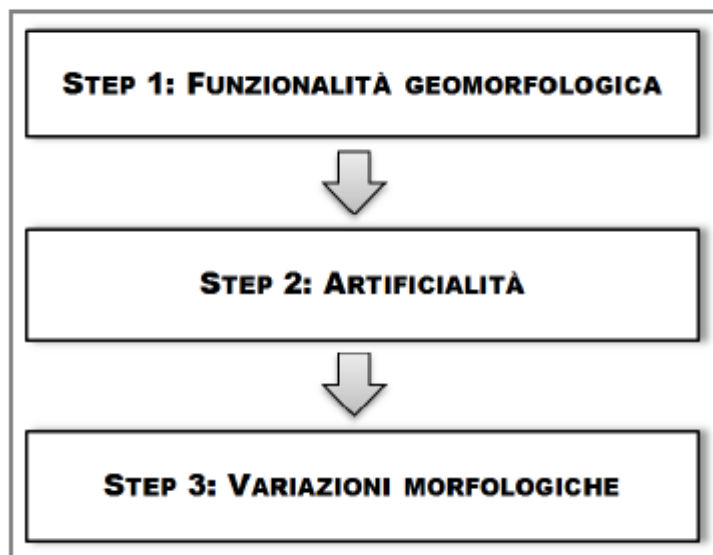 STEP 1: FUNZIONALITÀ GEOMORFOLOGICA
STEP 2: ARTIFICIALITÀ
STEP 3: VARIAZIONI MORFOLOGICHE